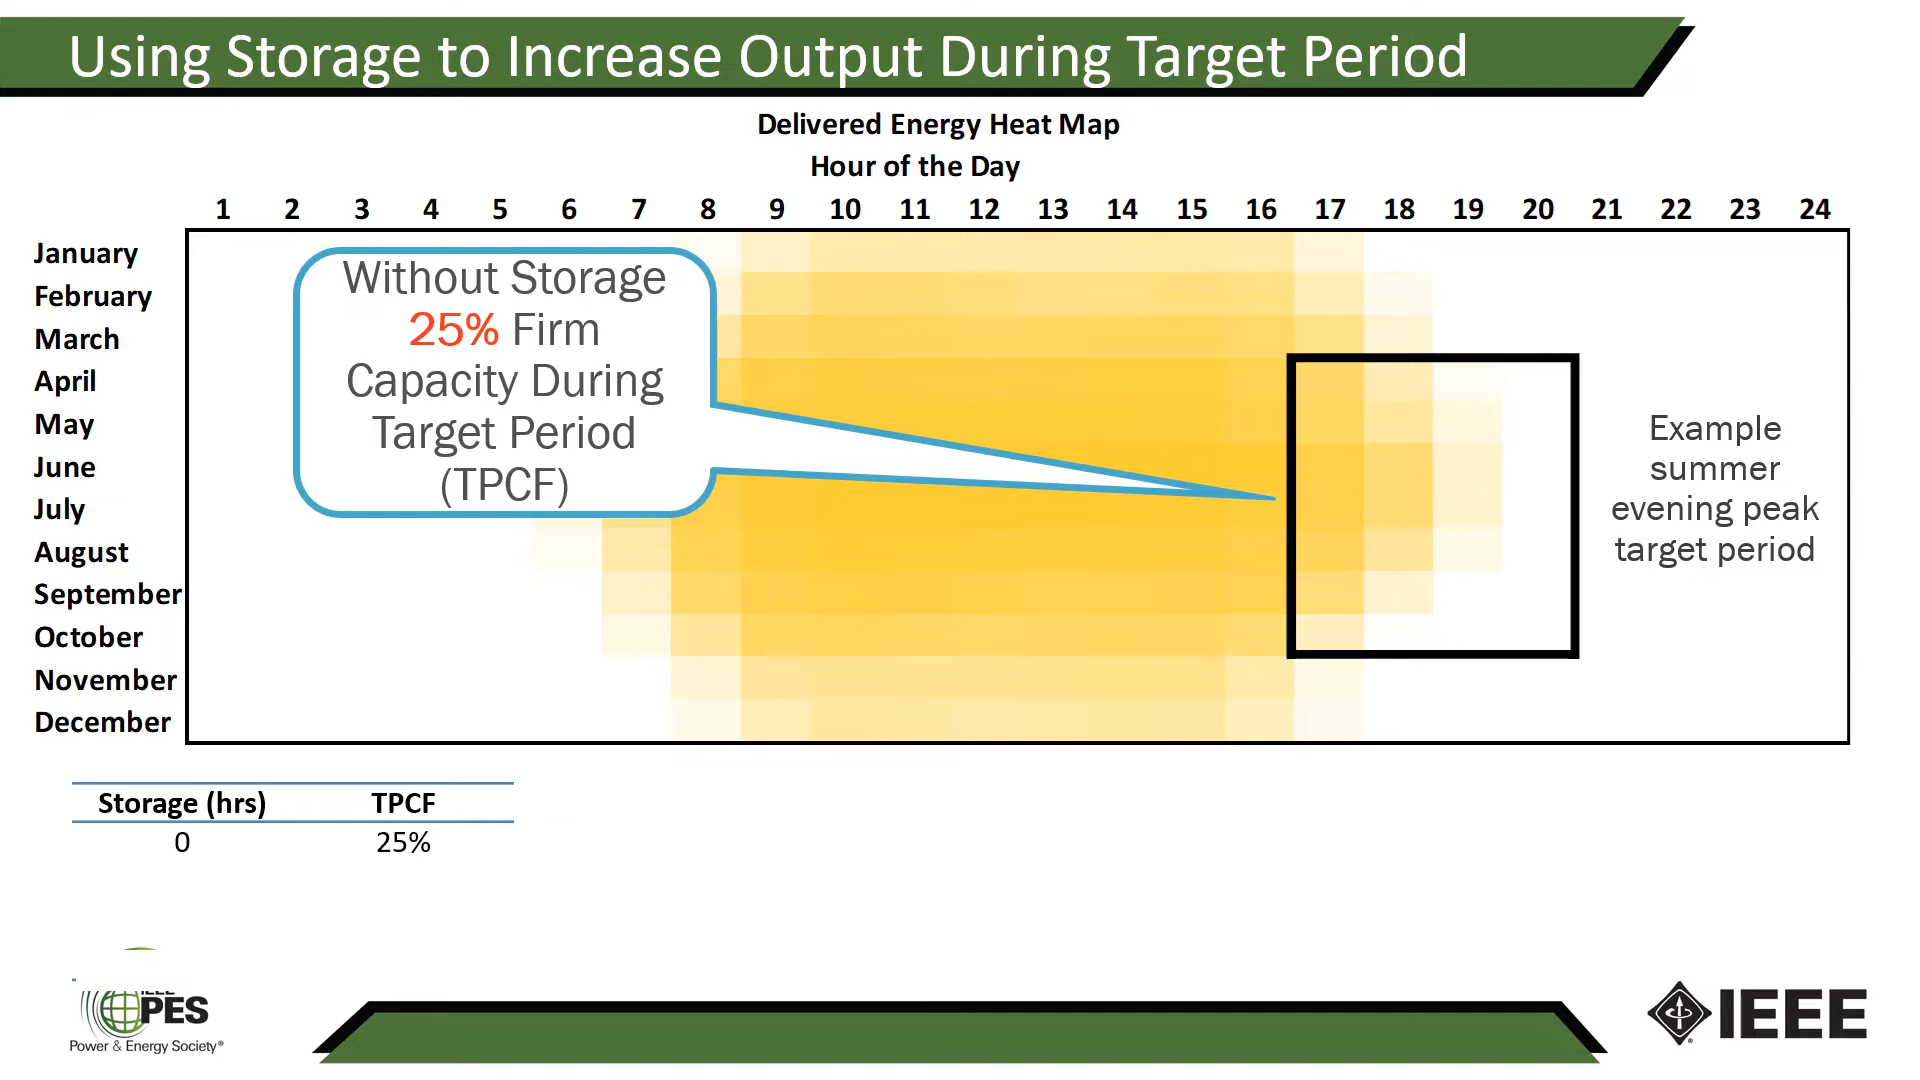 Using Storage to Increase Output During Target Period
Delivered Energy Heat Map
Hour of the Day
1 2 3 4 5 6 7 8 9 10 11 12 13 14 15 16 17 18 19 20 21 22 23 24
January
February
March
April
May
June
July
August
September
October
November
December
Without Storage
25% Firm
Capacity During
Target Period
(TPCF)
Example
summer
evening peak
target period
Storage (hrs) TPCF
0 25%
PES
Power & Energy Society®
IEEE